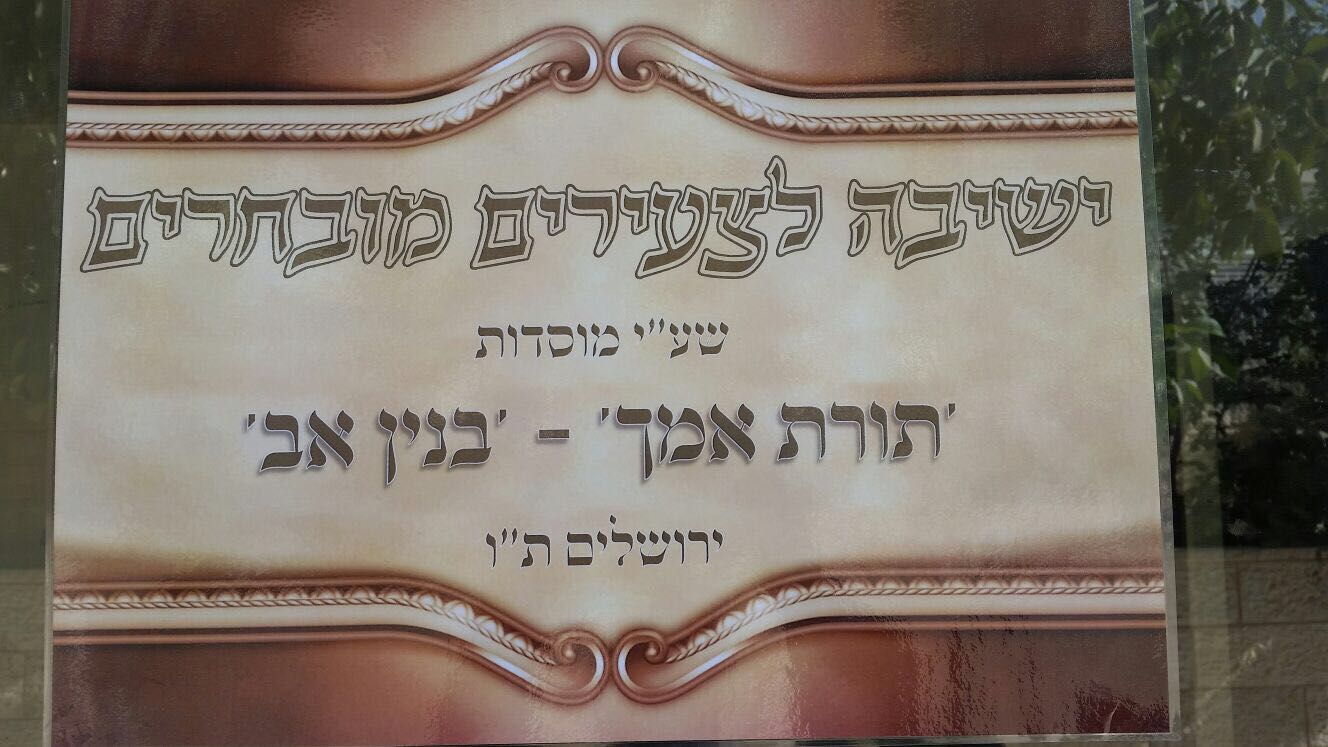 ישיבה לצעירים מובחרים
שע"י מוסדות
'תורת אמך' - 'בנין אב'
ירושלים ת"ו